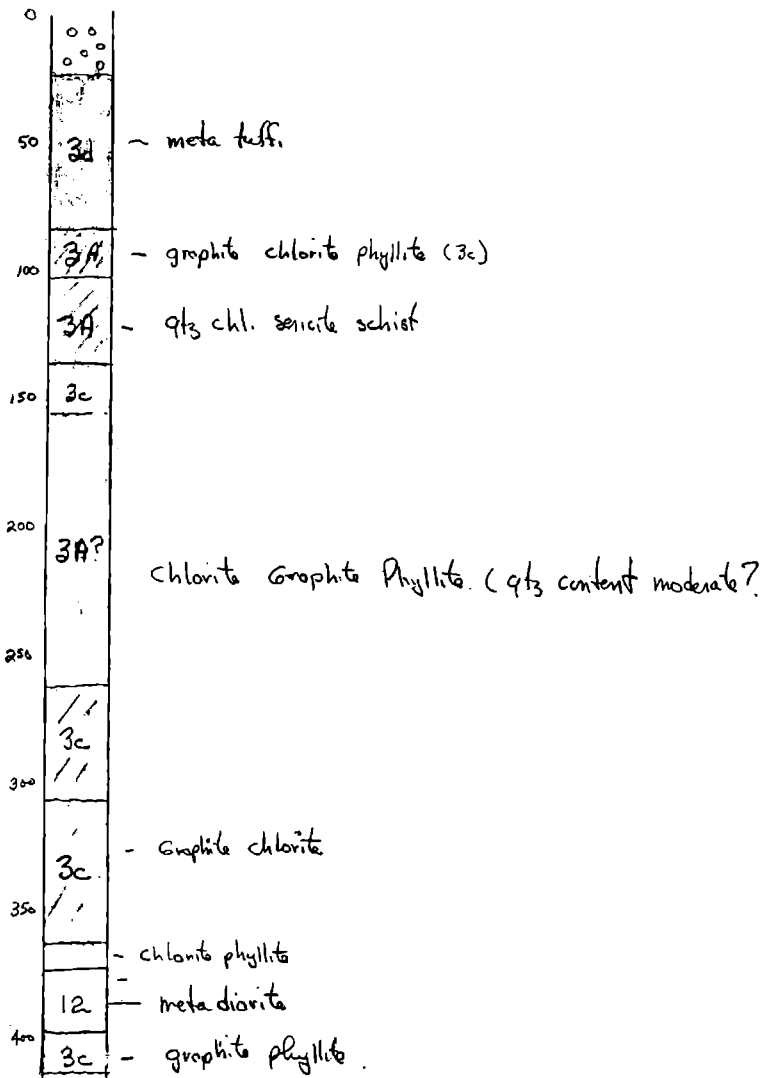 0
50 3d - meta tuff.
3A - graphite chlorite phyllite (3c)
100
3A - qtz chl. sericite schist
150 3c
200
3A? Chlorite Graphite Phyllite. (qtz content moderate?
250
3c
300
3c. - Graphite chlorite
350
- chlorite phyllite
12 - meta diorite
400
3c - graphite phyllite.